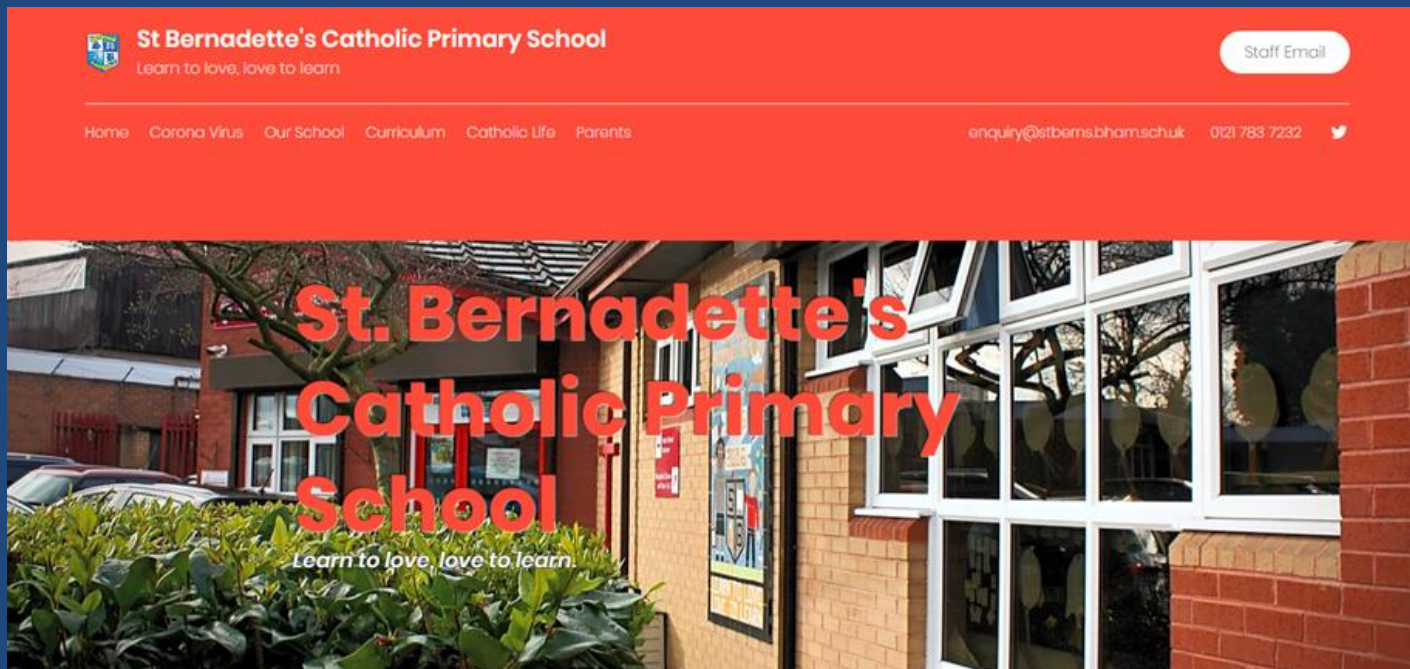 St Bernadette's Catholic Primary School
Learn to love, love to learn
Staff Email
Home Corona Virus Our School Curriculum Catholic Life Parents
enquiry@stberns.bham.sch.uk 0121 783 7232
St. Bernadette's
Catholic Primary
School
Learn to love, love to learn.